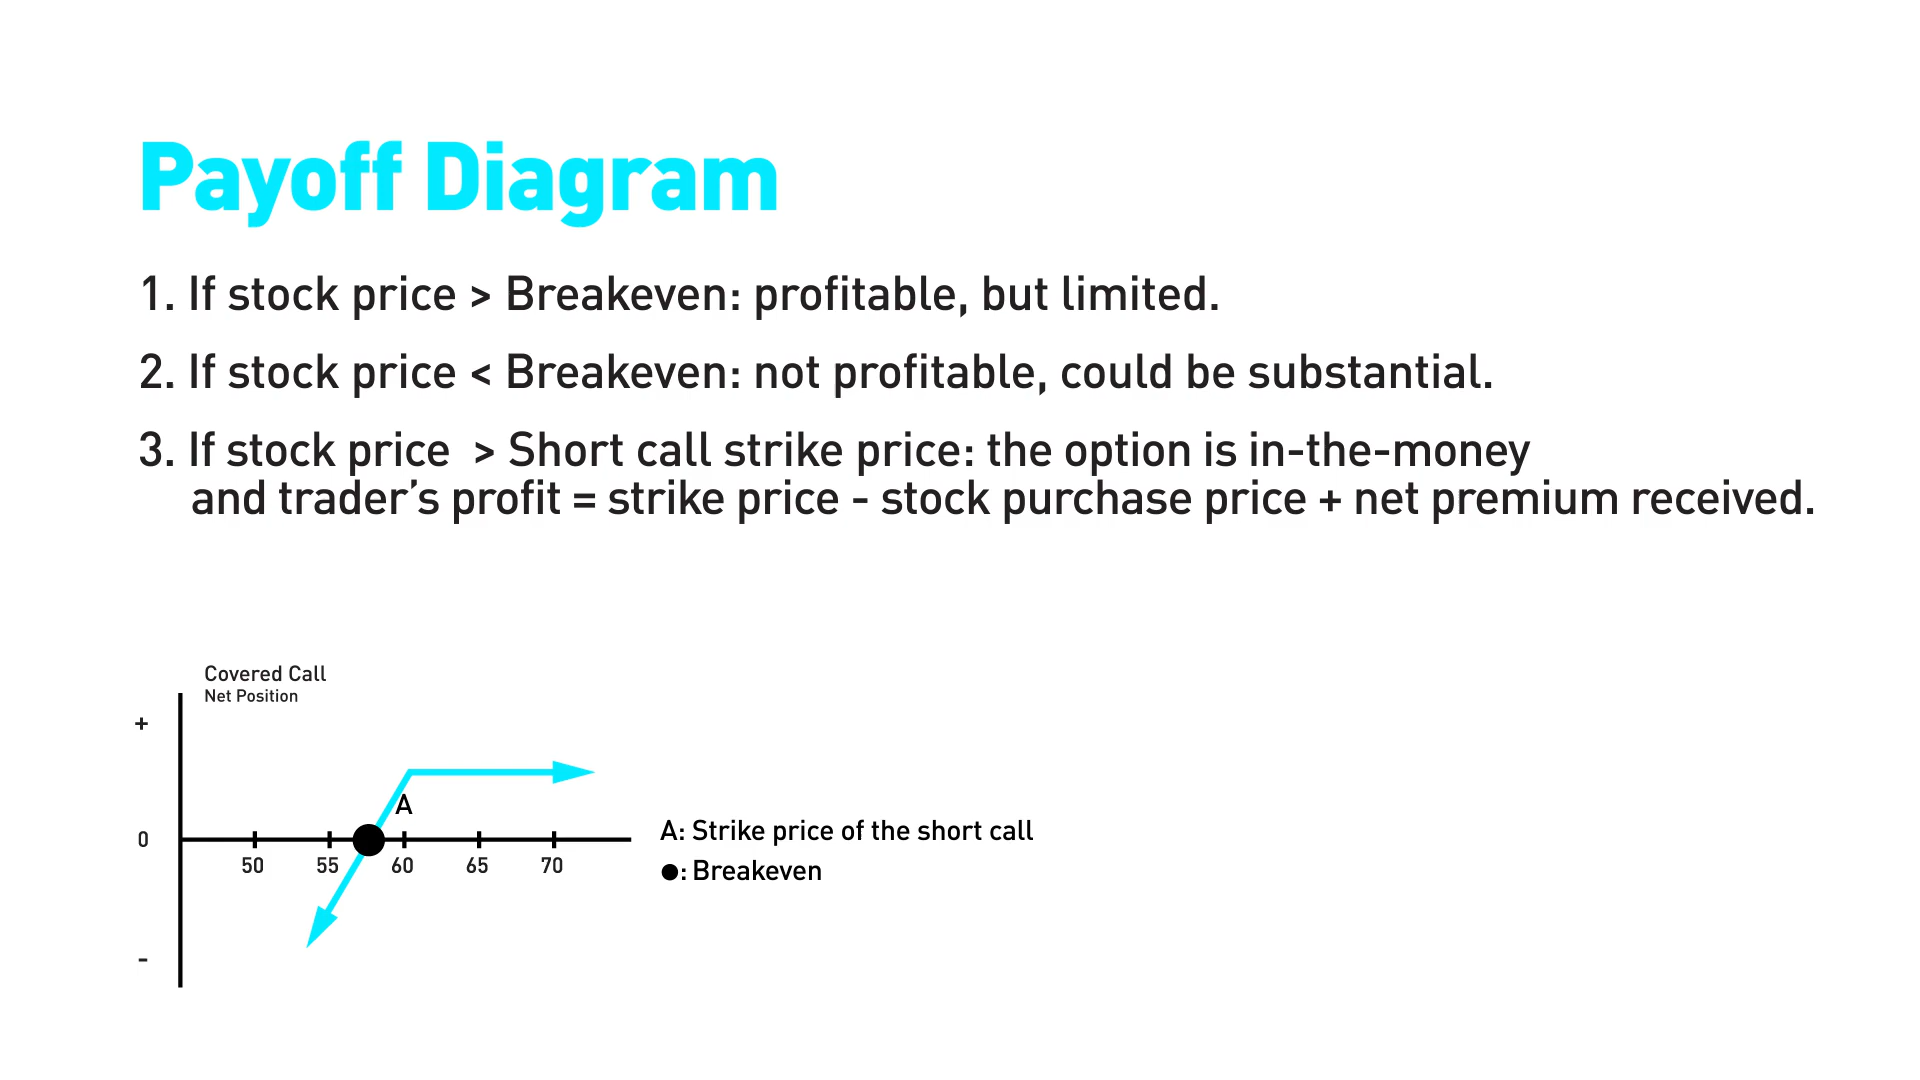 Payoff Diagram
1. If stock price > Breakeven: profitable, but limited.
2. If stock price < Breakeven: not profitable, could be substantial.
3. If stock price  > Short call strike price: the option is in-the-money
and trader’s profit = strike price - stock purchase price + net premium received.
Covered Call
Net Position
+
A
A: Strike price of the short call
0
50 55 60 65 70
●: Breakeven
-